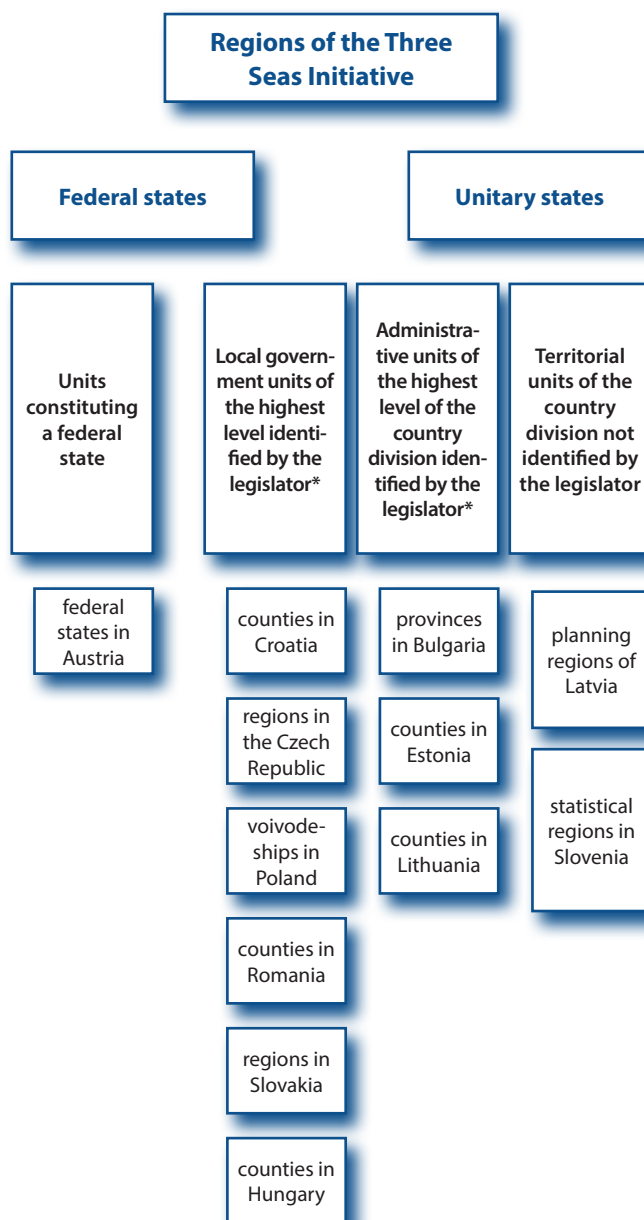 Regions of the Three
Seas Initiative
Federal states
Unitary states
Units
constituting
a federal
state
Local govern-
ment units of
the highest
level identi-
fied by the
legislator*
Administra-
tive units of
the highest
level of the
country
division iden-
tified by the
legislator*
Territorial
units of the
country
division not
identified by
the legislator
federal
states in
Austria
counties in
Croatia
regions in
the Czech
Republic
voivode-
ships in
Poland
counties in
Romania
regions in
Slovakia
counties in
Hungary
provinces
in Bulgaria
counties in
Estonia
counties in
Lithuania
planning
regions of
Latvia
statistical
regions in
Slovenia